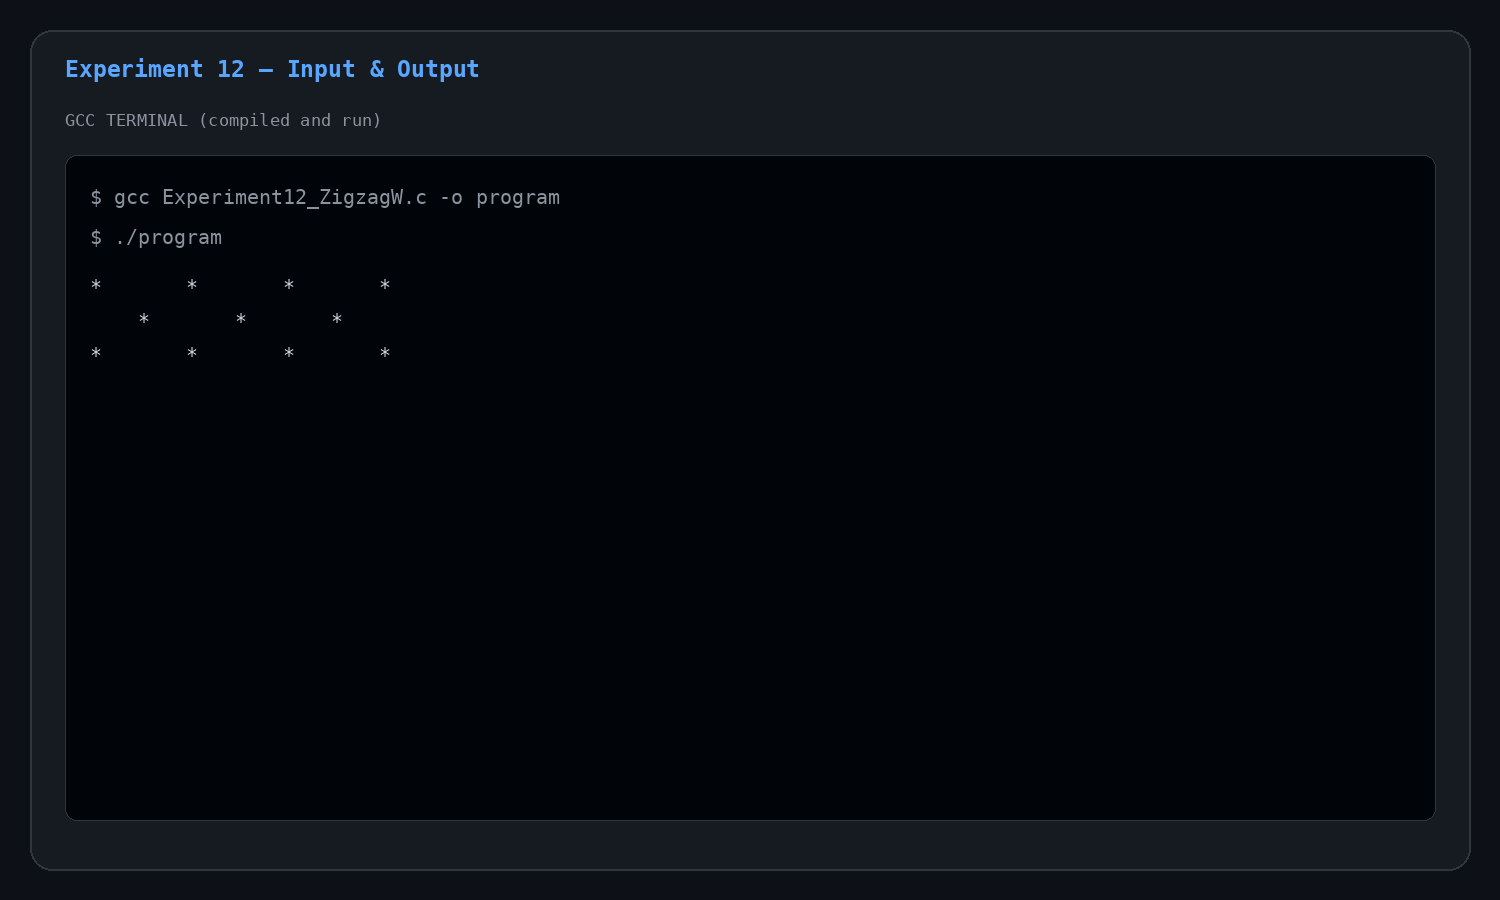 Experiment 12 — Input & Output
GCC TERMINAL (compiled and run)
$ gcc Experiment12_ZigzagW.c -o program
$ ./program
*       *       *       *
    *       *       *
*       *       *       *